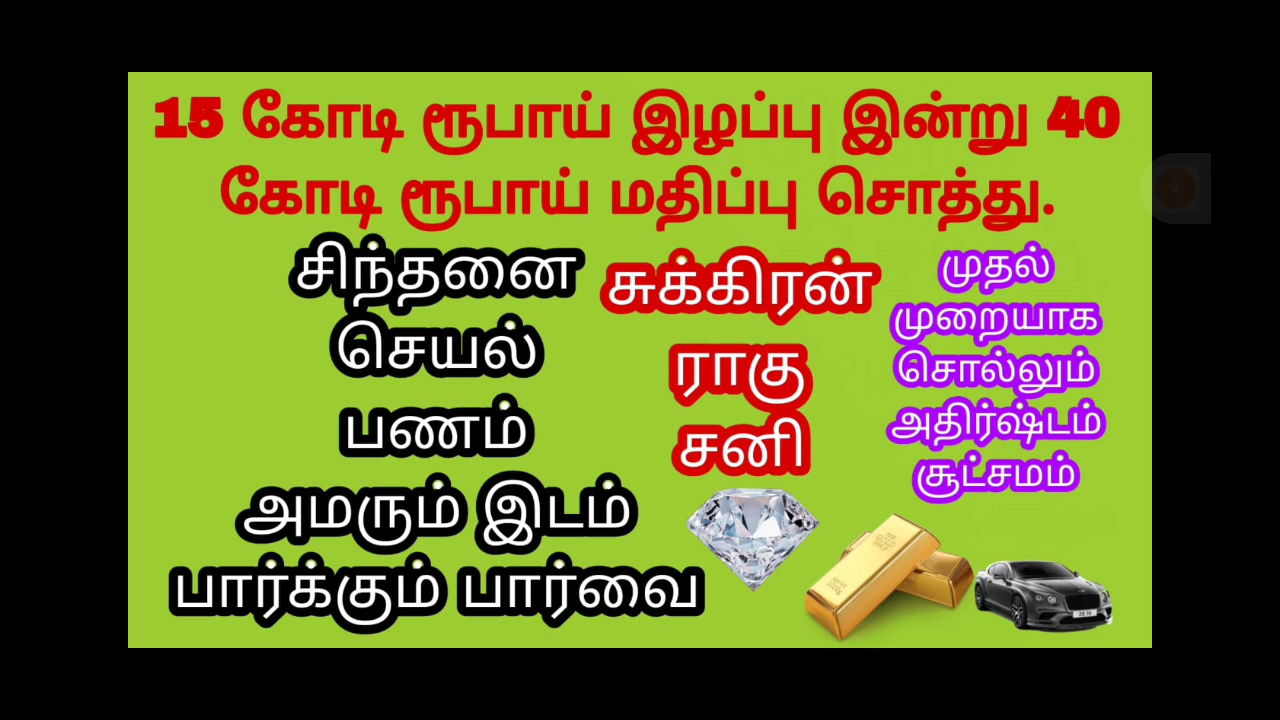 15 கோடி ரூபாய் இழப்பு இன்று 40
கோடி ரூபாய் மதிப்பு சொத்து.
சிந்தனை
செயல்
பணம்
அமரும் இடம்
பார்க்கும் பார்வை
சுக்கிரன்
ராகு
சனி
முதல்
முறையாக
சொல்லும்
அதிர்ஷ்டம்
சூட்சமம்